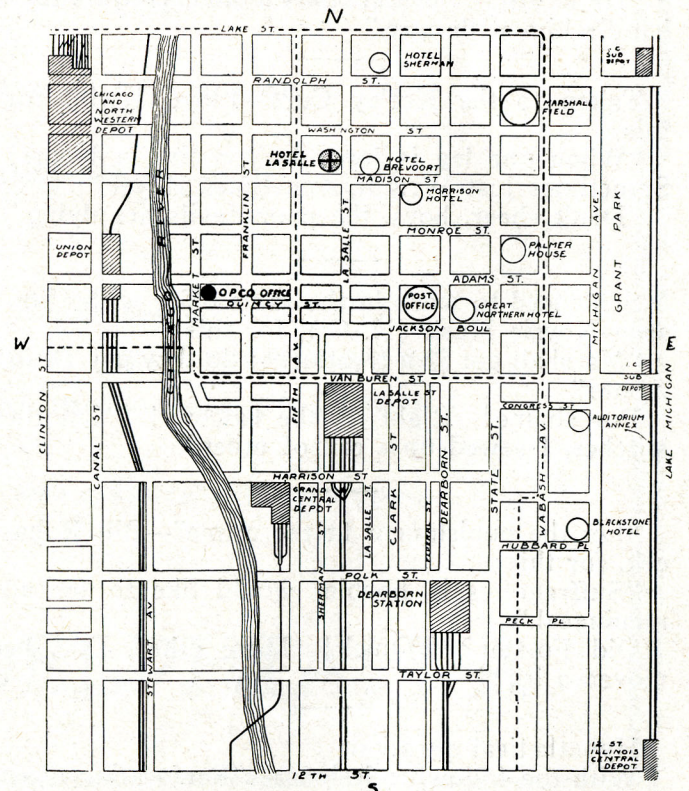 N
LAKE ST.
HOTEL
SHERMAN
I.C
SUB
DEPOT
RANDOLPH ST.
CHICAGO
AND
NORTH
WESTERN
DEPOT
MARSHALL
FIELD
WASHINGTON ST
HOTEL
LASALLE
HOTEL
BREVOORT
MADISON ST
MORRISON
HOTEL
FRANKLIN ST
LA SALLE ST
MONROE ST.
UNION
DEPOT
PALMER
HOUSE
MICHIGAN AVE.
GRANT PARK
MARKET ST
ADAMS ST.
OPCO OFFICE
QUINCY ST.
POST
OFFICE
GREAT
NORTHERN HOTEL
JACKSON BOUL
CHICAGO RIVER
W
E
FIFTH AV.
VAN BUREN ST.
I.C
SUB
DEPOT
LA SALLE ST
DEPOT
CONGRESS ST
AUDITORIUM
ANNEX
LAKE MICHIGAN
CLINTON ST
CANAL ST
CLARK ST
DEARBORN ST.
STATE ST.
WABASH AV.
HARRISON ST
GRAND
CENTRAL
DEPOT
LA SALLE ST
FEDERAL ST
BLACKSTONE
HOTEL
HUBBARD PL
SHERMAN ST
POLK ST.
DEARBORN
STATION
PECK PL
STEWART AV
TAYLOR ST.
12 ST
ILLINOIS
CENTRAL
DEPOT
12TH ST.
S